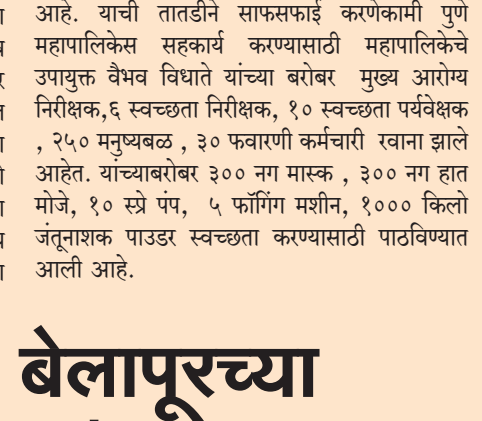 आहे. याची तातडीने साफसफाई करणेकामी पुणे
महापालिकेस सहकार्य करण्यासाठी महापालिकेचे
उपायुक्त वैभव विधाते यांच्या बरोबर मुख्य आरोग्य
निरीक्षक,६ स्वच्छता निरीक्षक, १० स्वच्छता पर्यवेक्षक
, २५० मनुष्यबळ , ३० फवारणी कर्मचारी रवाना झाले
आहेत. यांच्याबरोबर ३०० नग मास्क , ३०० नग हात
मोजे, १० स्प्रे पंप, ५ फॉगिंग मशीन, १००० किलो
जंतूनाशक पाउडर स्वच्छता करण्यासाठी पाठविण्यात
आली आहे.
बेलापूरच्या